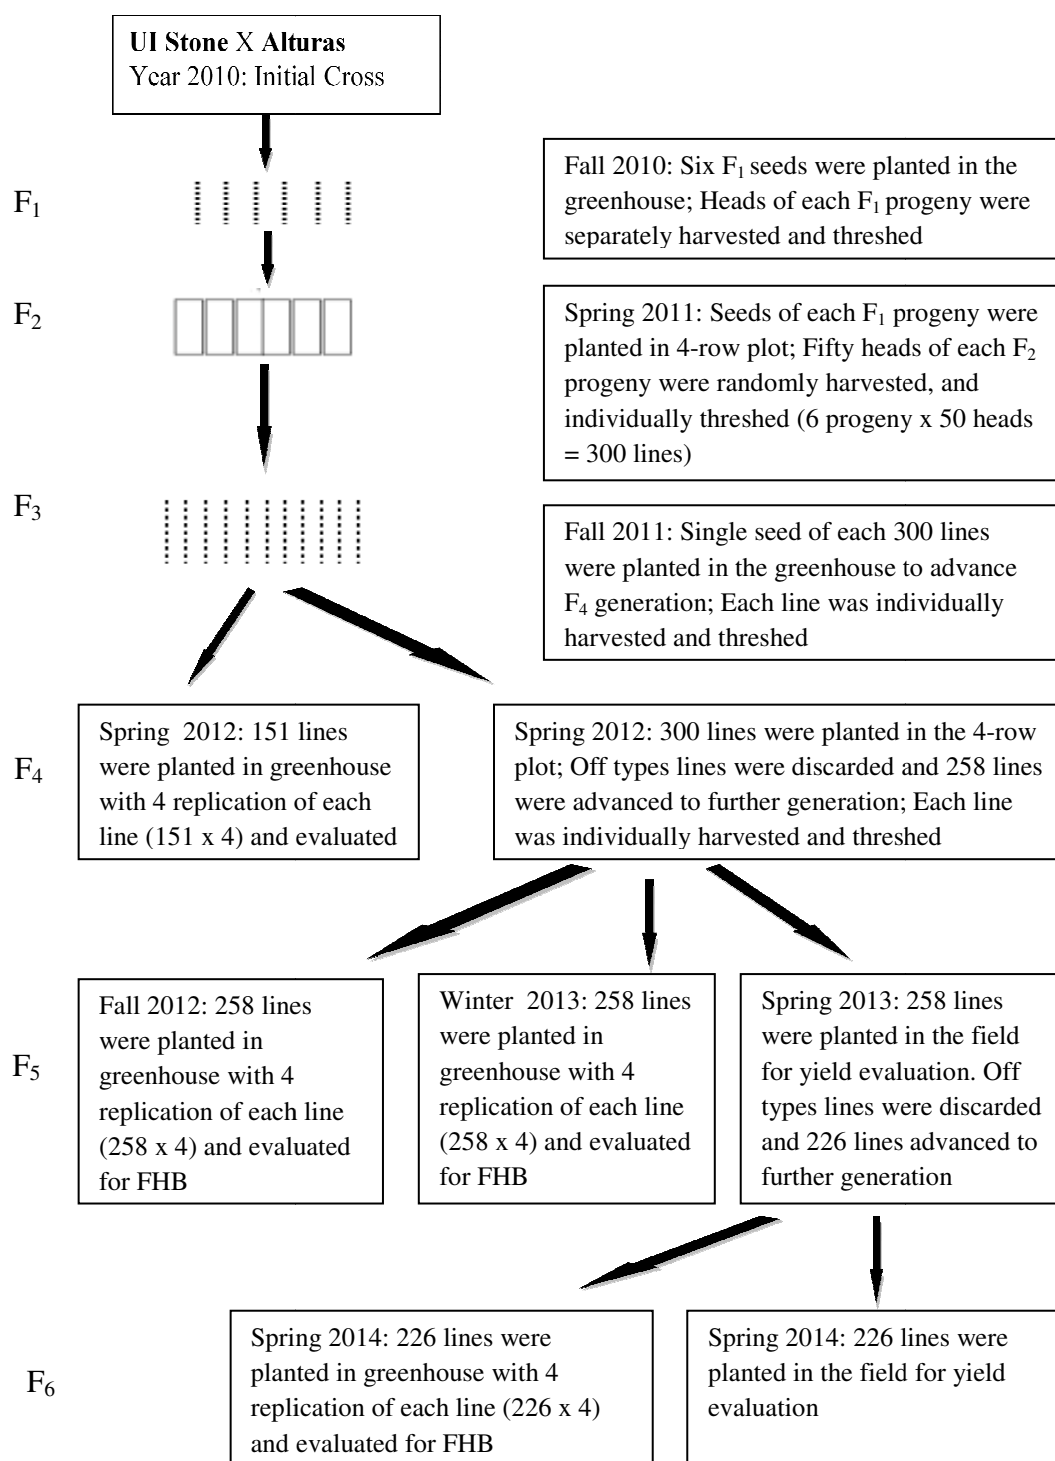 UI Stone X Alturas
Year 2010: Initial Cross
F₁
Fall 2010: Six F₁ seeds were planted in the
greenhouse; Heads of each F₁ progeny were
separately harvested and threshed
F₂
Spring 2011: Seeds of each F₁ progeny were
planted in 4-row plot; Fifty heads of each F₂
progeny were randomly harvested, and
individually threshed (6 progeny x 50 heads
= 300 lines)
F₃
Fall 2011: Single seed of each 300 lines
were planted in the greenhouse to advance
F₄ generation; Each line was individually
harvested and threshed
F₄
Spring 2012: 151 lines
were planted in greenhouse
with 4 replication of each
line (151 x 4) and evaluated
Spring 2012: 300 lines were planted in the 4-row
plot; Off types lines were discarded and 258 lines
were advanced to further generation; Each line
was individually harvested and threshed
F₅
Fall 2012: 258 lines
were planted in
greenhouse with 4
replication of each line
(258 x 4) and evaluated
for FHB
Winter 2013: 258 lines
were planted in
greenhouse with 4
replication of each line
(258 x 4) and evaluated
for FHB
Spring 2013: 258 lines
were planted in the field
for yield evaluation. Off
types lines were discarded
and 226 lines advanced to
further generation
F₆
Spring 2014: 226 lines were
planted in greenhouse with 4
replication of each line (226 x 4)
and evaluated for FHB
Spring 2014: 226 lines were
planted in the field for yield
evaluation